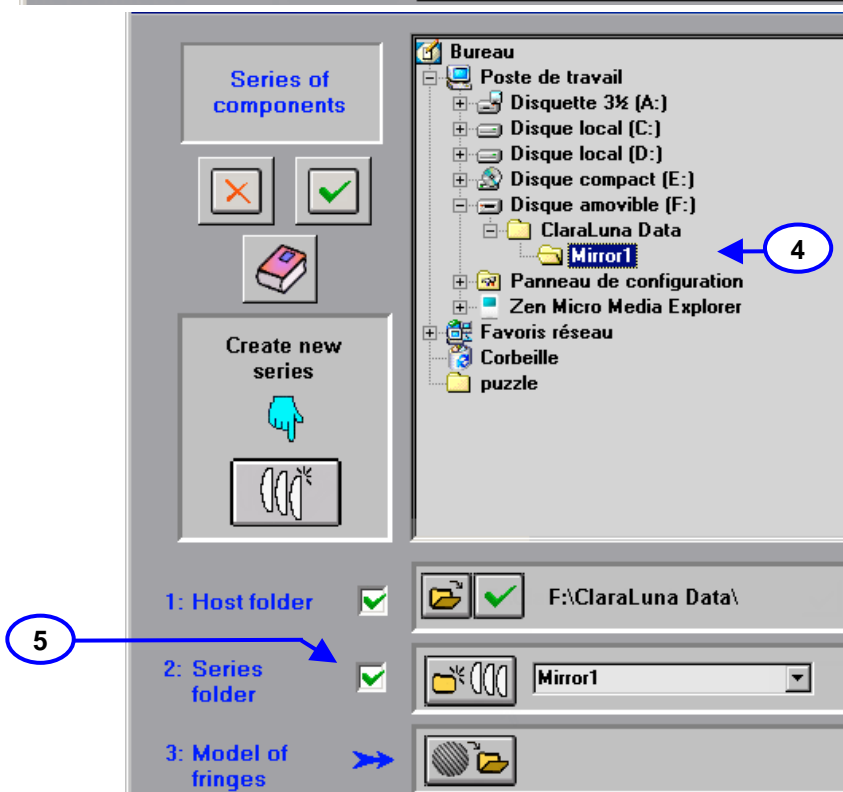 Series of
components
Create new
series
Bureau
Poste de travail
Disquette 3½ (A:)
Disque local (C:)
Disque local (D:)
Disque compact (E:)
Disque amovible (F:)
ClaraLuna Data
Mirror1
Panneau de configuration
Zen Micro Media Explorer
Favoris réseau
Corbeille
puzzle
4
1: Host folder
F:\ClaraLuna Data\
5
2: Series
folder
Mirror1
3: Model of
fringes